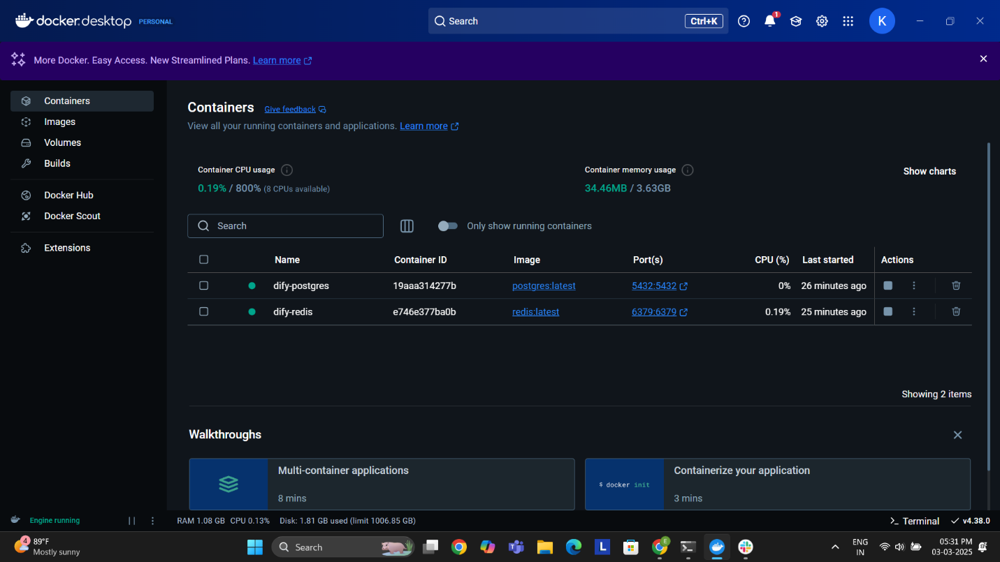 docker.desktop PERSONAL
Search Ctrl+K
1
K
More Docker. Easy Access. New Streamlined Plans. Learn more
Containers
Images
Volumes
Builds
Docker Hub
Docker Scout
Extensions
Containers Give feedback
View all your running containers and applications. Learn more
Container CPU usage
0.19% / 800% (8 CPUs available)
Container memory usage
34.46MB / 3.63GB
Show charts
Search
Only show running containers
Name Container ID Image Port(s) CPU (%) Last started Actions
dify-postgres 19aaa314277b postgres:latest 5432:5432 0% 26 minutes ago
dify-redis e746e377ba0b redis:latest 6379:6379 0.19% 25 minutes ago
Showing 2 items
Walkthroughs
Multi-container applications
8 mins
$ docker init
Containerize your application
3 mins
Engine running
RAM 1.08 GB CPU 0.13% Disk: 1.81 GB used (limit 1006.85 GB)
Terminal v4.38.0
4
89°F
Mostly sunny
Search
L
E
ENG
IN
05:31 PM
03-03-2025